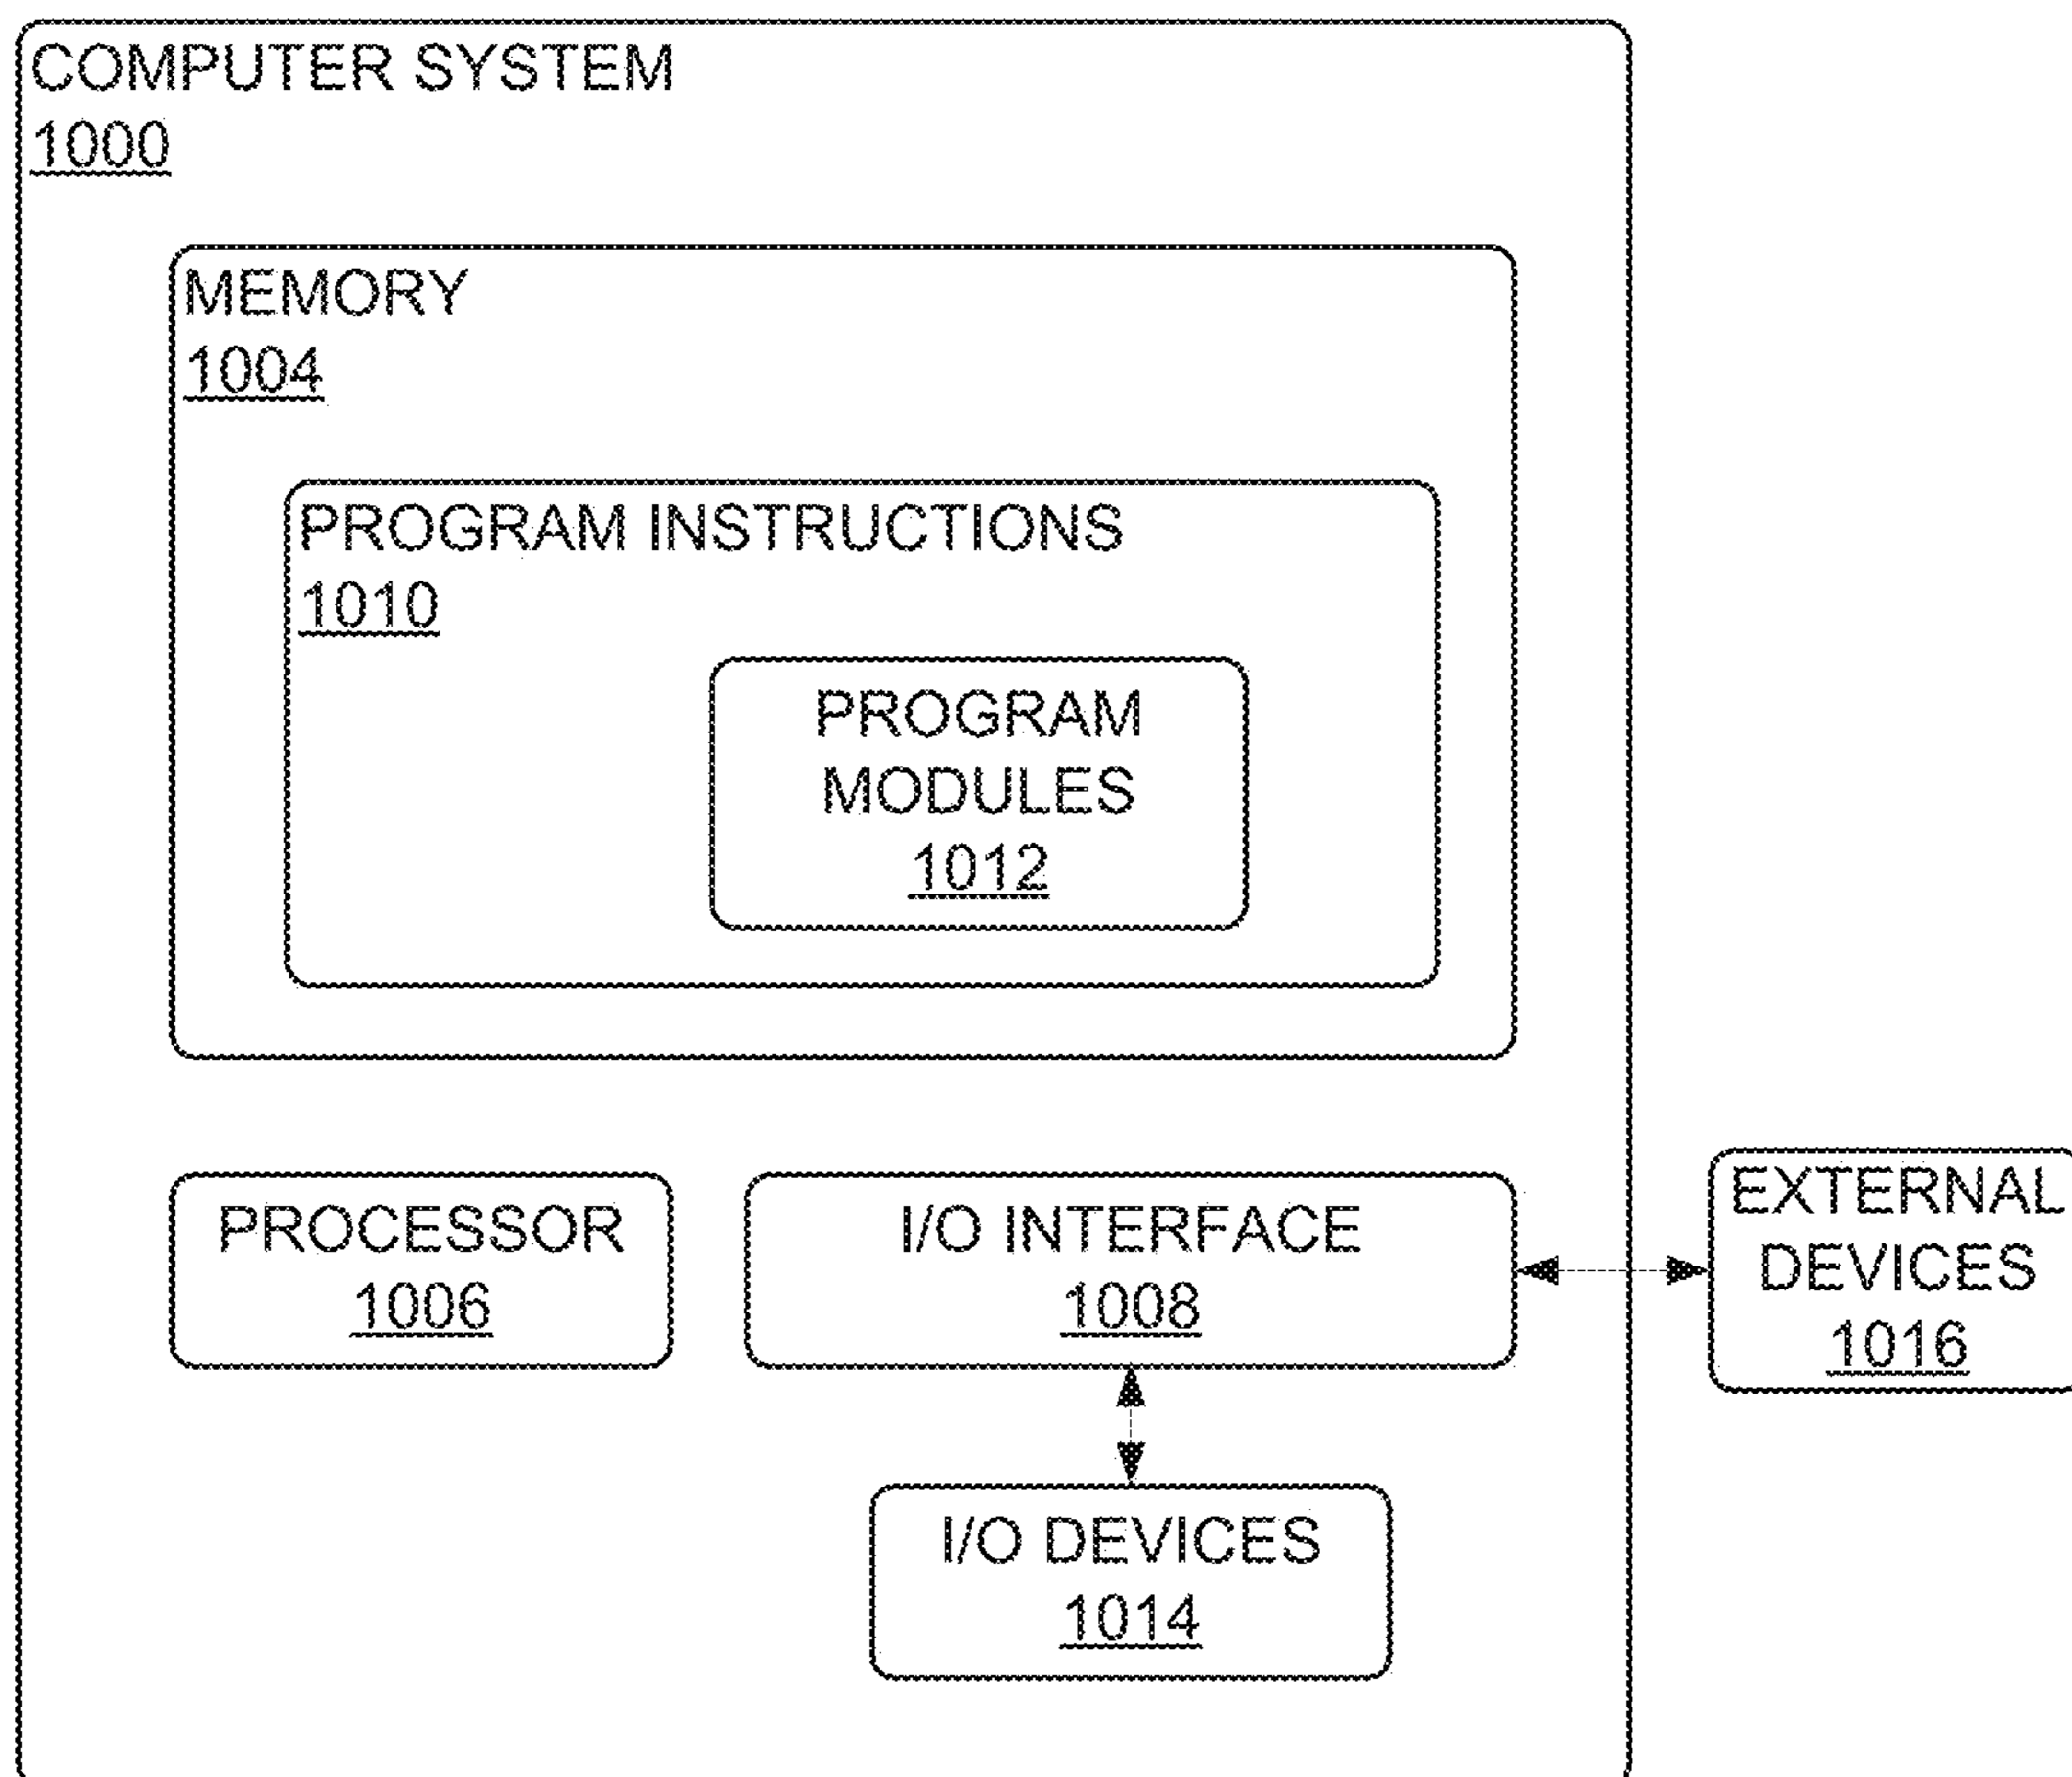 COMPUTER SYSTEM
1000
MEMORY
1004
PROGRAM INSTRUCTIONS
1010
PROGRAM
MODULES
1012
PROCESSOR
1006
I/O INTERFACE
1008
EXTERNAL
DEVICES
1016
I/O DEVICES
1014